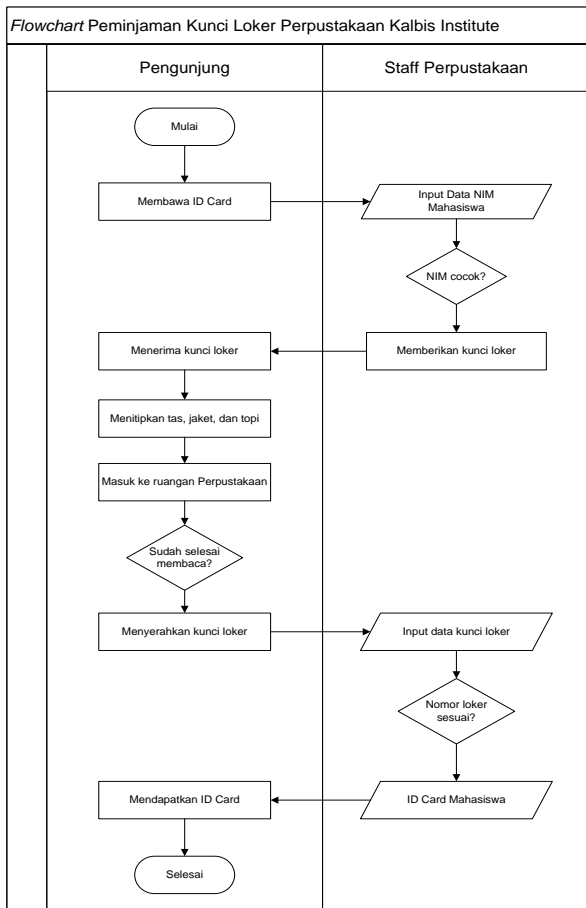 Flowchart Peminjaman Kunci Loker Perpustakaan Kalbis Institute
Pengunjung
Staff Perpustakaan
Mulai
Membawa ID Card
Input Data NIM
Mahasiswa
NIM cocok?
Menerima kunci loker
Memberikan kunci loker
Menitipkan tas, jaket, dan topi
Masuk ke ruangan Perpustakaan
Sudah selesai
membaca?
Menyerahkan kunci loker
Input data kunci loker
Nomor loker
sesuai?
Mendapatkan ID Card
ID Card Mahasiswa
Selesai